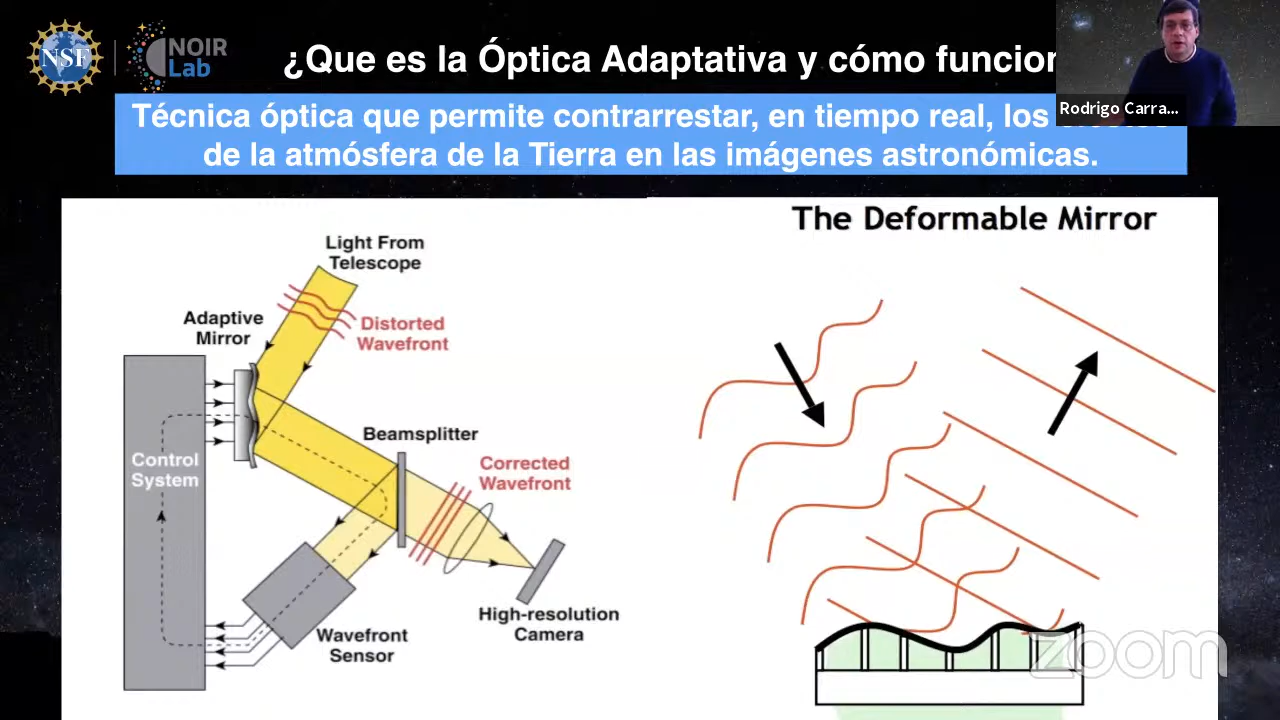 NSF
NOIR
Lab
¿Que es la Óptica Adaptativa y cómo
Rodrigo Carra...
Técnica óptica que permite contrarrestar, en tiempo real, los
de la atmósfera de la Tierra en las imágenes astronómicas.
Light From
Telescope
Adaptive
Mirror
Distorted
Wavefront
Control
System
Beamsplitter
Corrected
Wavefront
High-resolution
Camera
Wavefront
Sensor
The Deformable Mirror
zoom